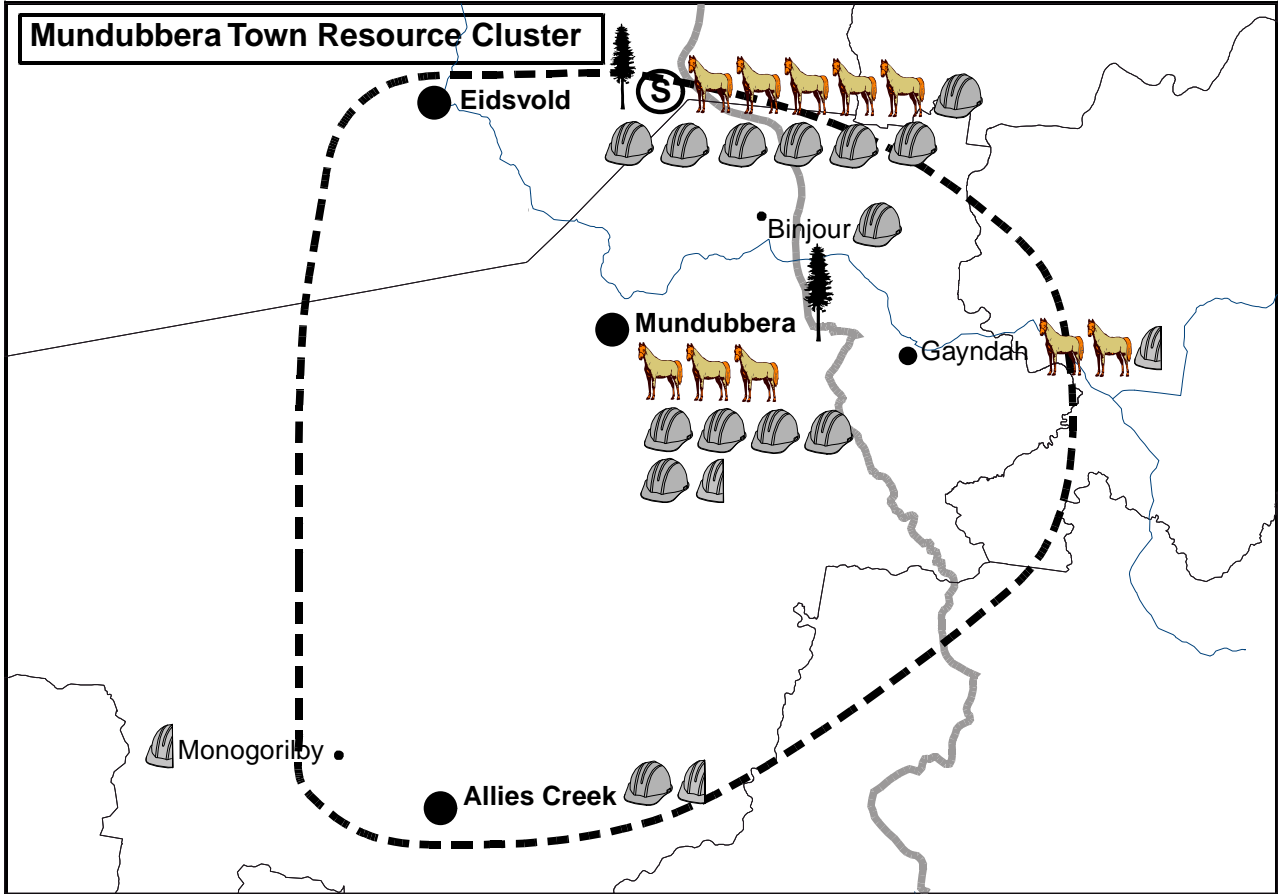 Mundubbera Town Resource Cluster
Eidsvold
S
Binjour
Mundubbera
Gayndah
Monogorilby
Allies Creek